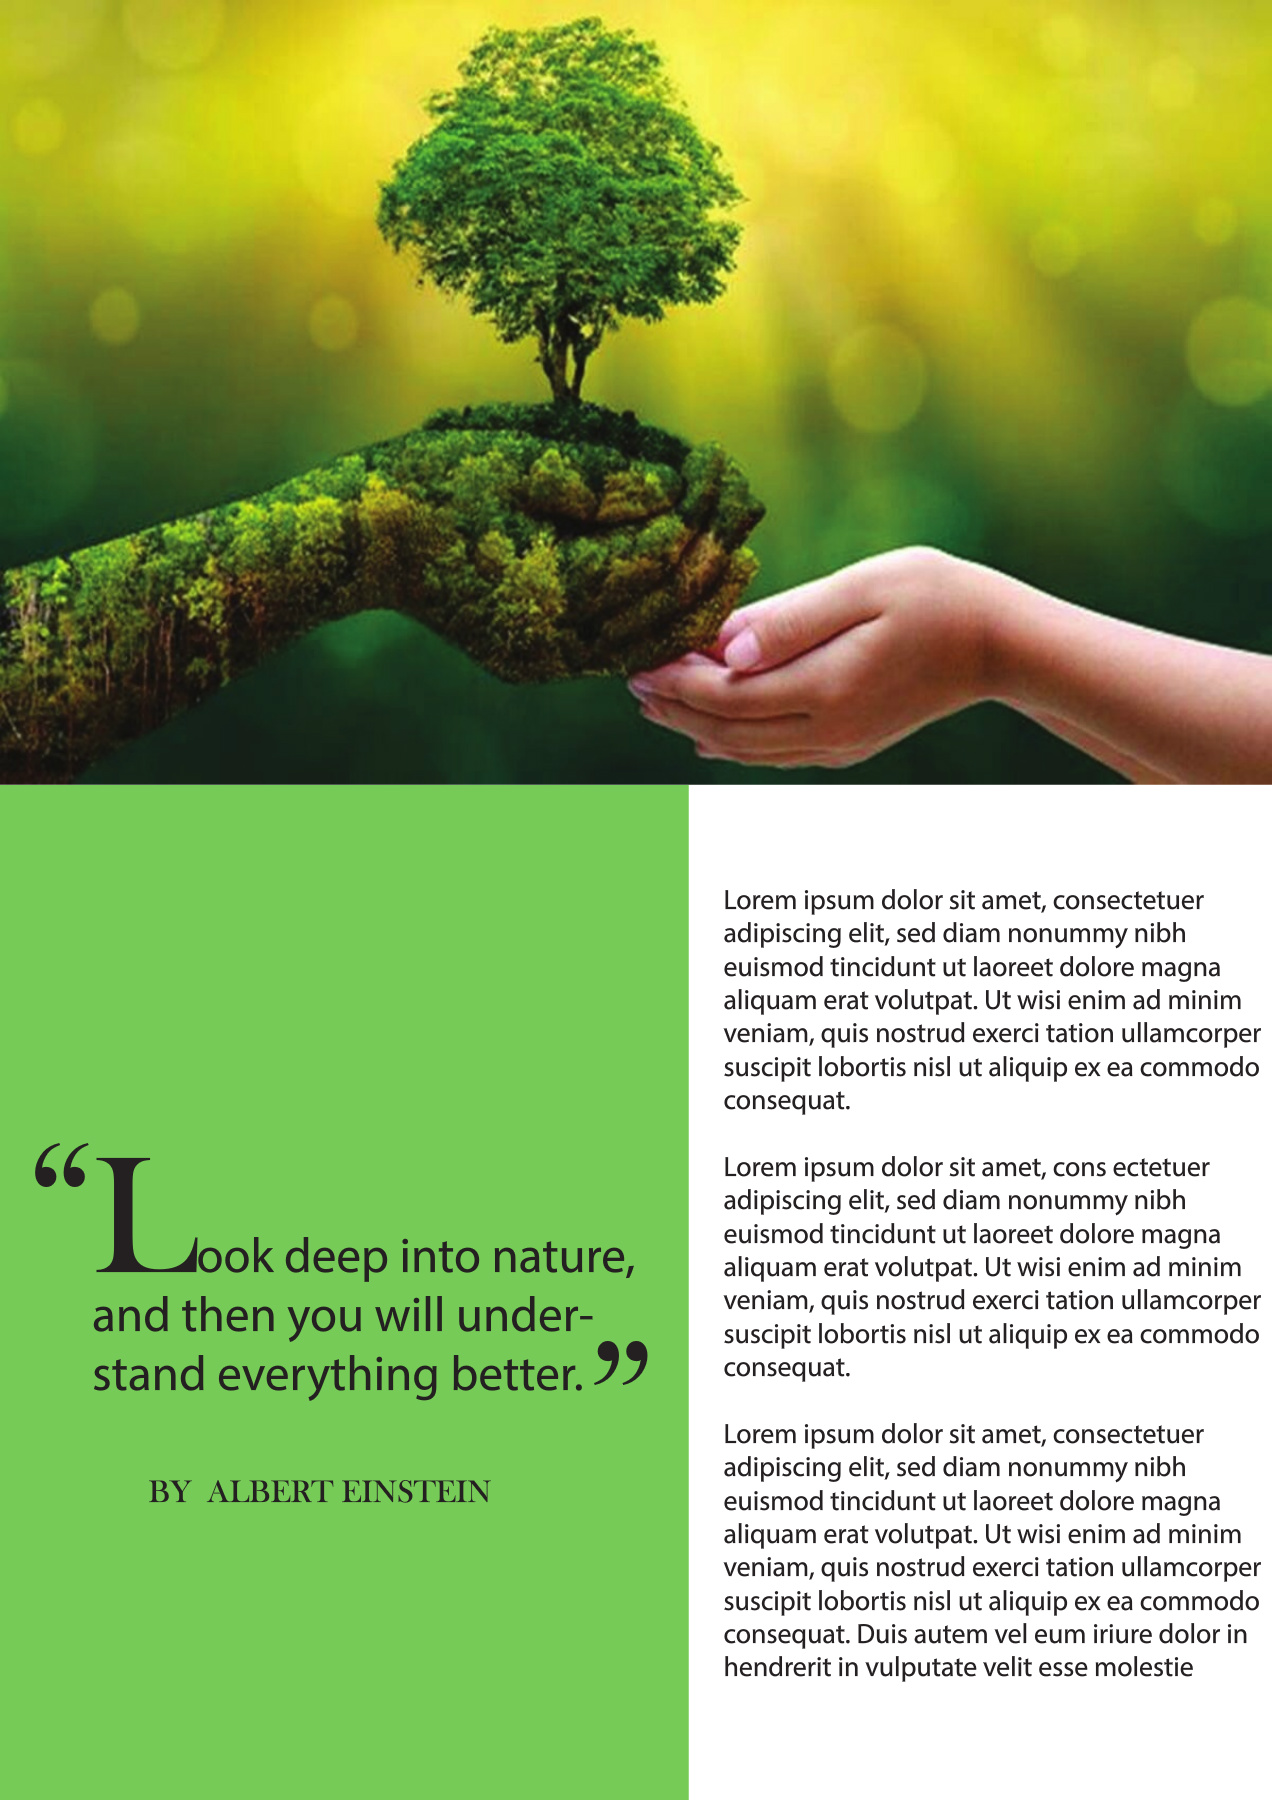 “Look deep into nature,
and then you will under-
stand everything better.”
BY ALBERT EINSTEIN
Lorem ipsum dolor sit amet, consectetuer
adipiscing elit, sed diam nonummy nibh
euismod tincidunt ut laoreet dolore magna
aliquam erat volutpat. Ut wisi enim ad minim
veniam, quis nostrud exerci tation ullamcorper
suscipit lobortis nisl ut aliquip ex ea commodo
consequat.
Lorem ipsum dolor sit amet, cons ectetuer
adipiscing elit, sed diam nonummy nibh
euismod tincidunt ut laoreet dolore magna
aliquam erat volutpat. Ut wisi enim ad minim
veniam, quis nostrud exerci tation ullamcorper
suscipit lobortis nisl ut aliquip ex ea commodo
consequat.
Lorem ipsum dolor sit amet, consectetuer
adipiscing elit, sed diam nonummy nibh
euismod tincidunt ut laoreet dolore magna
aliquam erat volutpat. Ut wisi enim ad minim
veniam, quis nostrud exerci tation ullamcorper
suscipit lobortis nisl ut aliquip ex ea commodo
consequat. Duis autem vel eum iriure dolor in
hendrerit in vulputate velit esse molestie